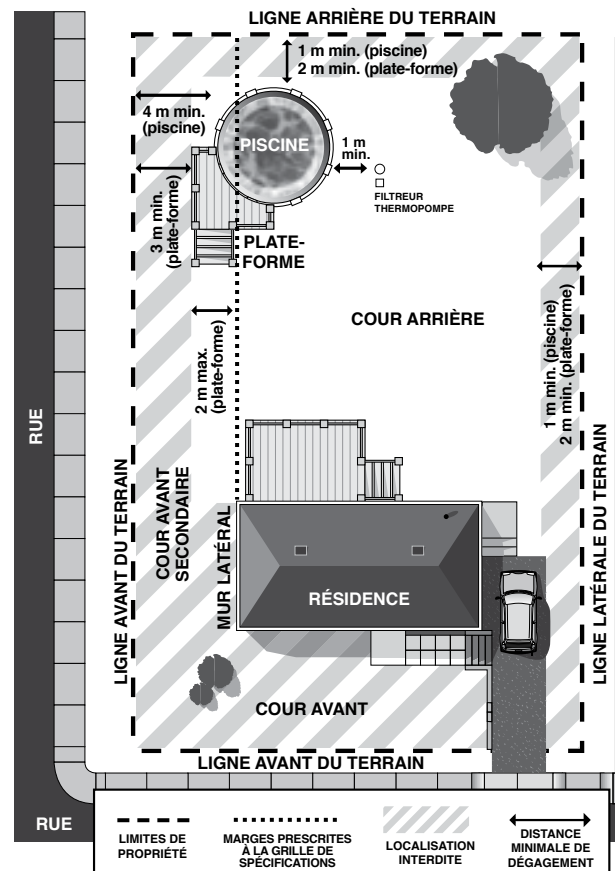 LIGNE ARRIÈRE DU TERRAIN
1 m min. (piscine)
2 m min. (plate-forme)
4 m min.
(piscine)
PISCINE
1 m
min.
FILTREUR
THERMOPOMPE
3 m min.
(plate-forme)
PLATE-
FORME
COUR ARRIÈRE
2 m max.
(plate-forme)
1 m min. (piscine)
2 m min. (plate-forme)
RUE
LIGNE AVANT DU TERRAIN
COUR AVANT
SECONDAIRE
MUR LATÉRAL
RÉSIDENCE
LIGNE LATÉRALE DU TERRAIN
COUR AVANT
LIGNE AVANT DU TERRAIN
RUE
LIMITES DE
PROPRIÉTÉ
MARGES PRESCRITES
À LA GRILLE DE
SPÉCIFICATIONS
LOCALISATION
INTERDITE
DISTANCE
MINIMALE DE
DÉGAGEMENT